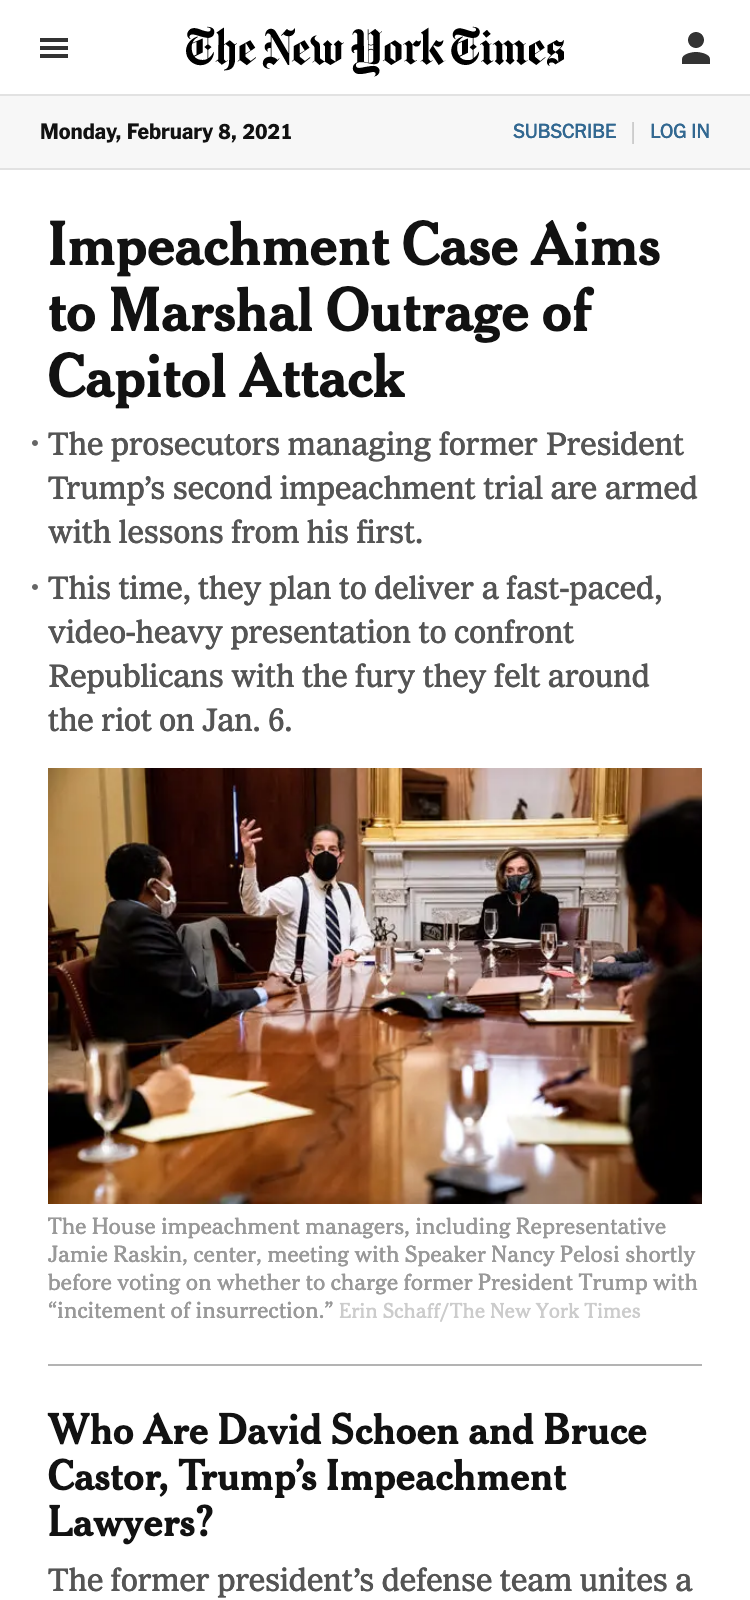 The New York Times
Monday, February 8, 2021
SUBSCRIBE | LOG IN
Impeachment Case Aims
to Marshal Outrage of
Capitol Attack
• The prosecutors managing former President
Trump’s second impeachment trial are armed
with lessons from his first.
• This time, they plan to deliver a fast-paced,
video-heavy presentation to confront
Republicans with the fury they felt around
the riot on Jan. 6.
The House impeachment managers, including Representative
Jamie Raskin, center, meeting with Speaker Nancy Pelosi shortly
before voting on whether to charge former President Trump with
“incitement of insurrection.” Erin Schaff/The New York Times
Who Are David Schoen and Bruce
Castor, Trump’s Impeachment
Lawyers?
The former president’s defense team unites a